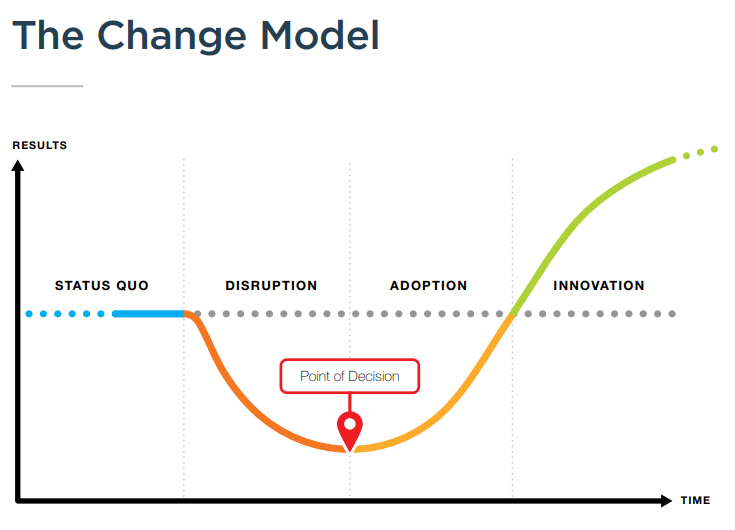 The Change Model
RESULTS
STATUS QUO
DISRUPTION
ADOPTION
INNOVATION
Point of Decision
TIME